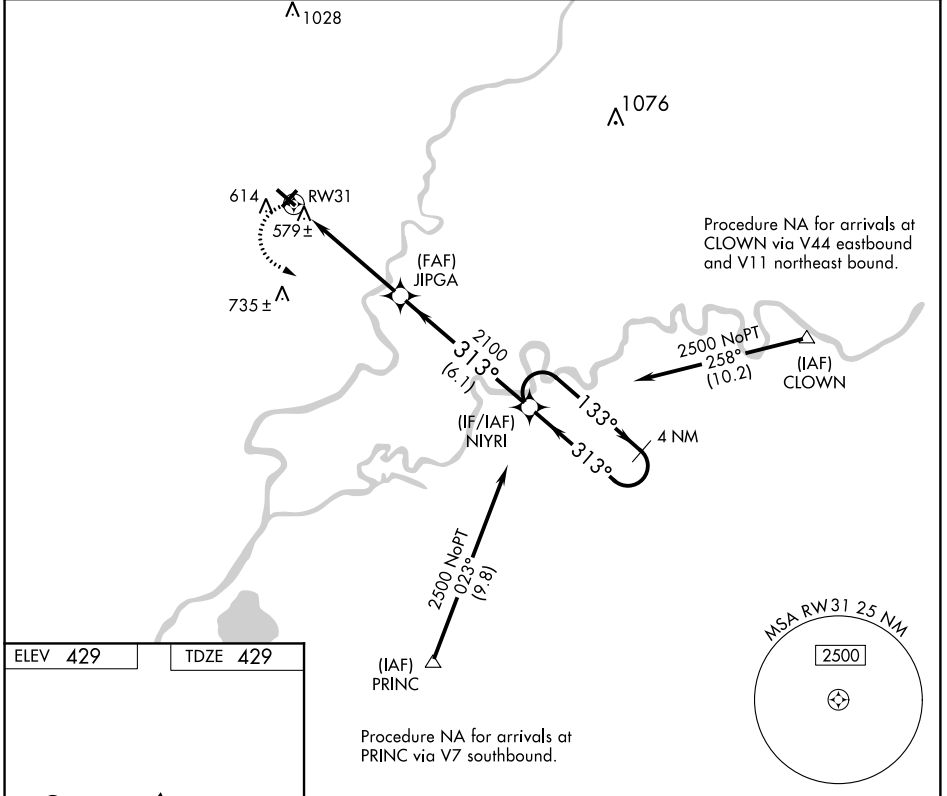 1028
1076
614
RW31
579±
735±
Procedure NA for arrivals at
CLOWN via V44 eastbound
and V11 northeast bound.
(FAF)
JIPGA
2100
313°
(6.1)
2500 NoPT
258°
(10.2)
(IAF)
CLOWN
(IF/IAF)
NIYRI
133°
313°
4 NM
2500 NoPT
023°
(9.8)
(IAF)
PRINC
Procedure NA for arrivals at
PRINC via V7 southbound.
MSA RW31 25 NM
2500
ELEV 429
TDZE 429